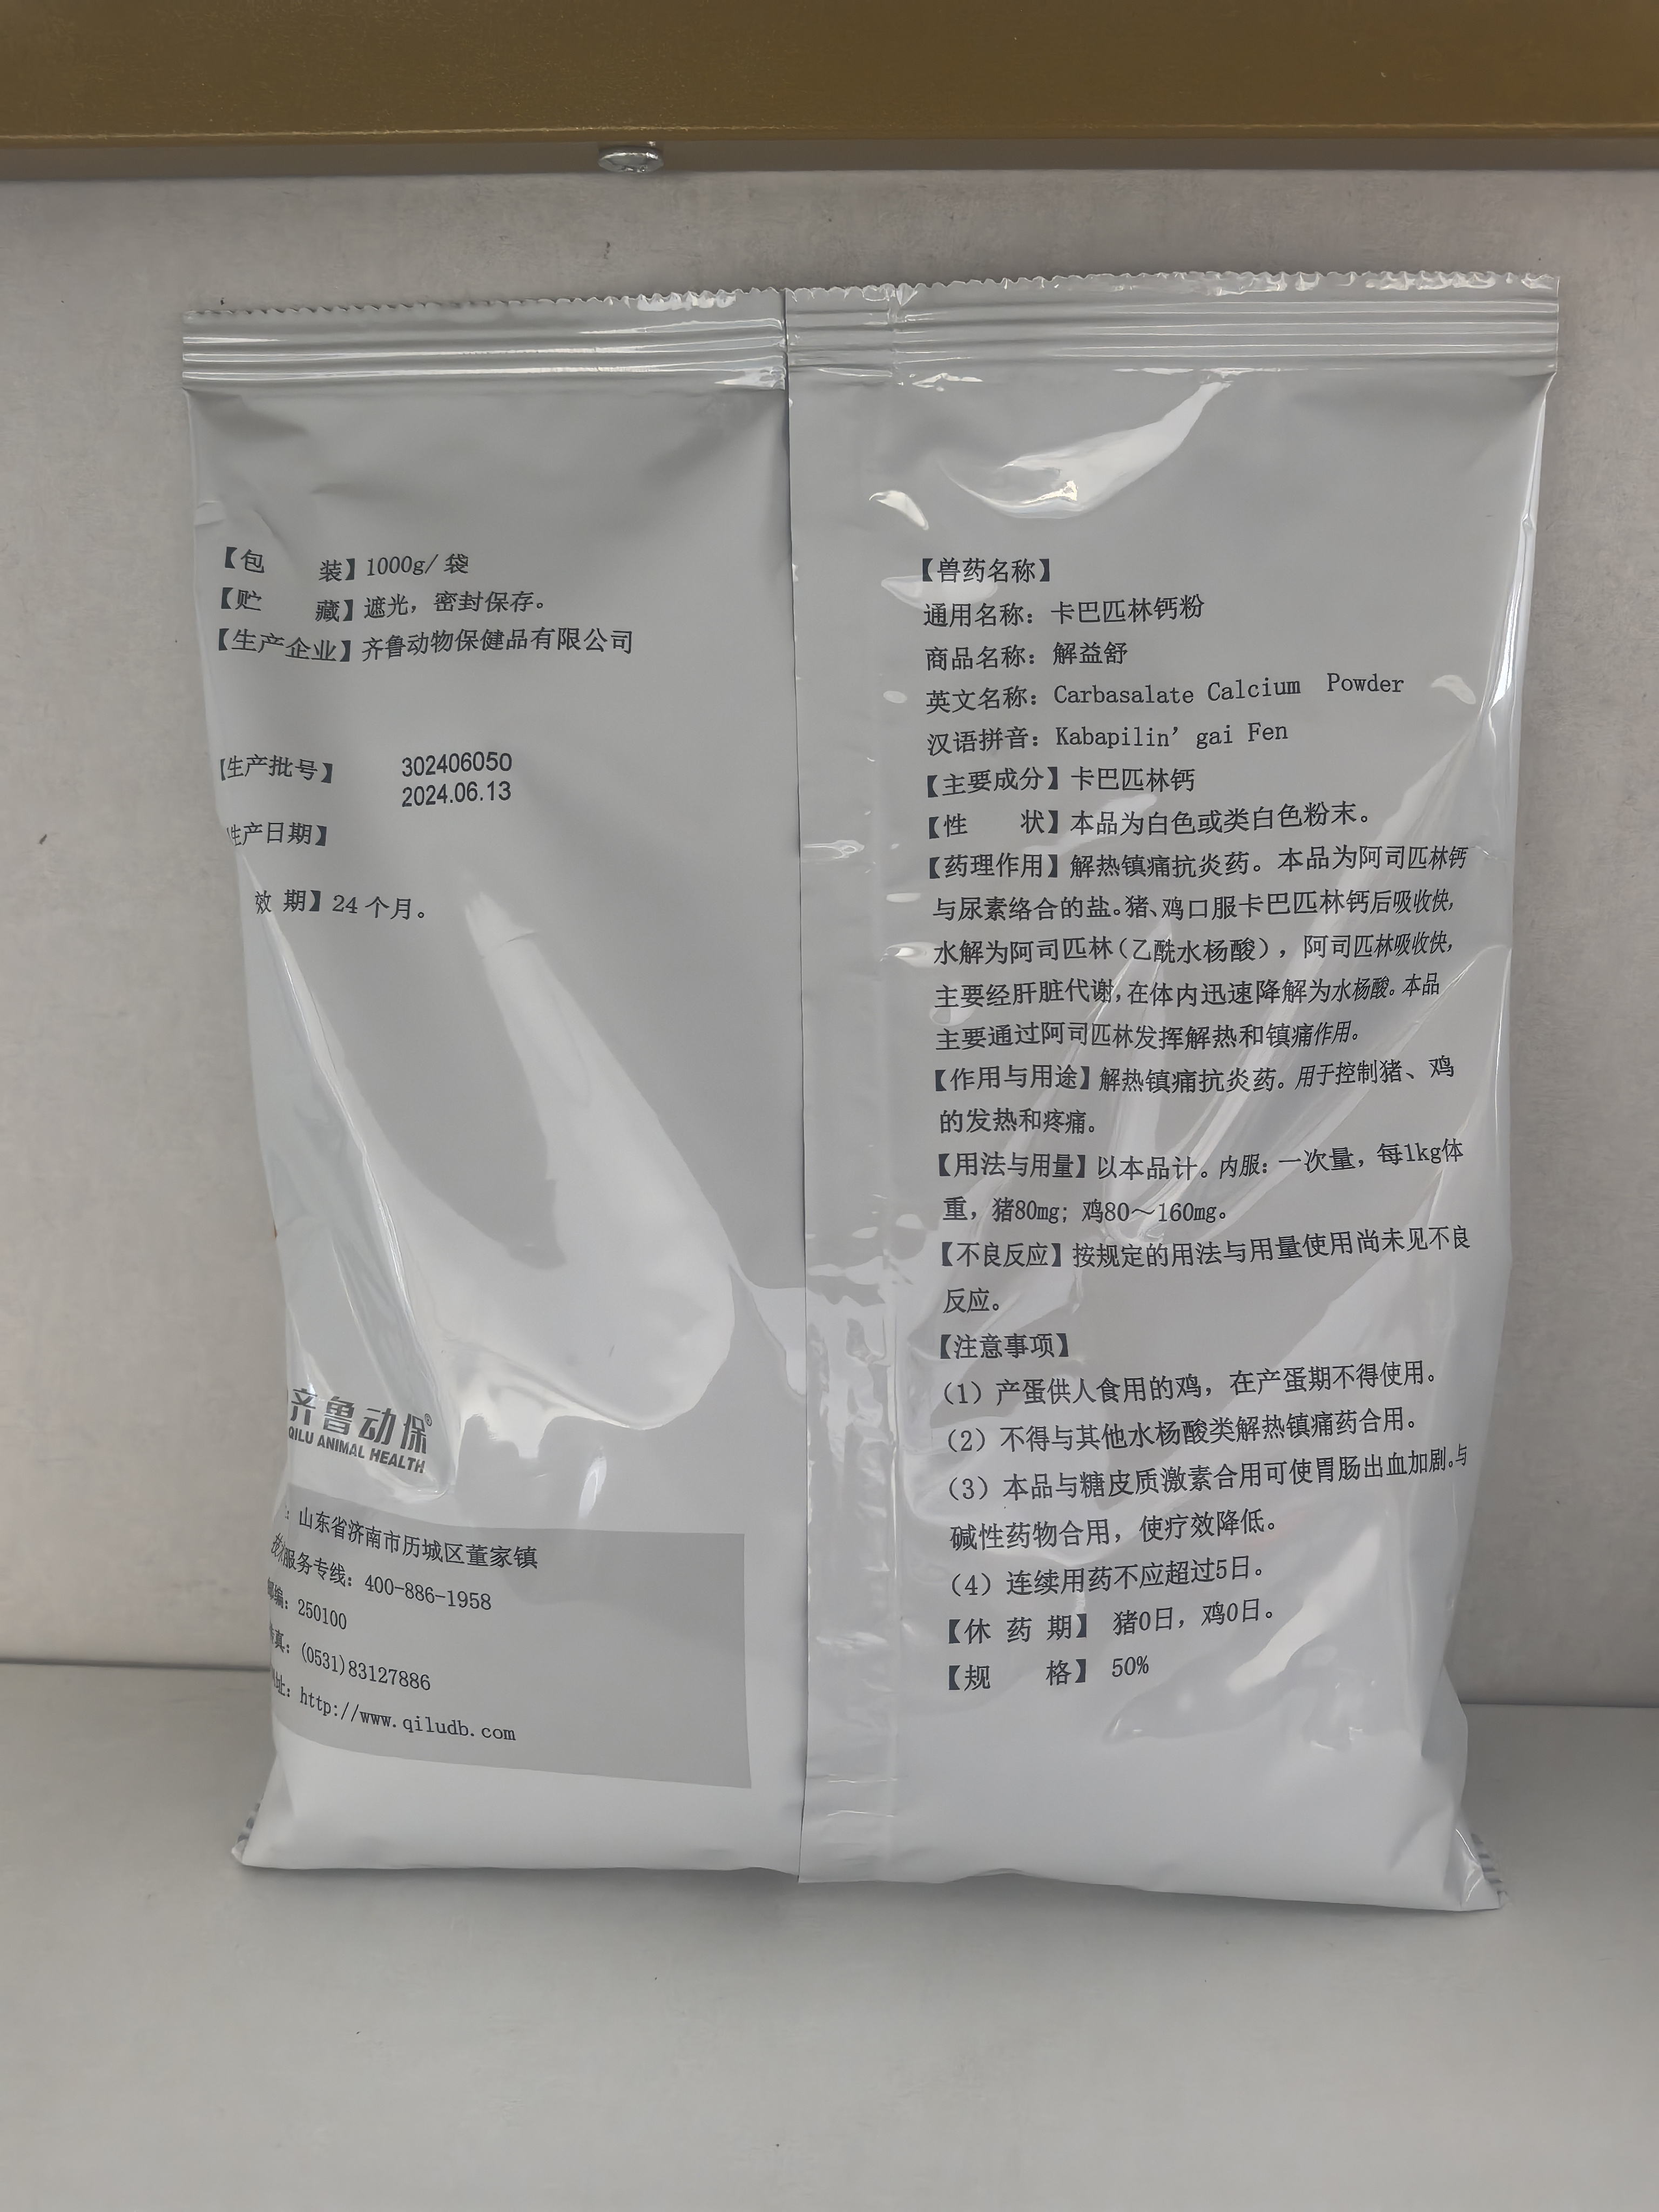 【包 装】1000g/ 袋
【贮 藏】遮光，密封保存。
【生产企业】齐鲁动物保健品有限公司
【生产批号】 302406050
2024.06.13
生产日期】
效 期】24 个月。
齐鲁动保®
QILU ANIMAL HEALTH
：山东省济南市历城区董家镇
技术服务专线：400-886-1958
邮编：250100
传真：(0531)83127886
网址：http://www.qiludb.com
【兽药名称】
通用名称：卡巴匹林钙粉
商品名称：解益舒
英文名称：Carbasalate Calcium Powder
汉语拼音：Kabapilin’ gai Fen
【主要成分】卡巴匹林钙
【性 状】本品为白色或类白色粉末。
【药理作用】解热镇痛抗炎药。本品为阿司匹林钙
与尿素络合的盐。猪、鸡口服卡巴匹林钙后吸收快，
水解为阿司匹林（乙酰水杨酸），阿司匹林吸收快，
主要经肝脏代谢，在体内迅速降解为水杨酸。本品
主要通过阿司匹林发挥解热和镇痛作用。
【作用与用途】解热镇痛抗炎药。用于控制猪、鸡
的发热和疼痛。
【用法与用量】以本品计。内服：一次量，每1kg体
重，猪80mg；鸡80～160mg。
【不良反应】按规定的用法与用量使用尚未见不良
反应。
【注意事项】
（1）产蛋供人食用的鸡，在产蛋期不得使用。
（2）不得与其他水杨酸类解热镇痛药合用。
（3）本品与糖皮质激素合用可使胃肠出血加剧。与
碱性药物合用，使疗效降低。
（4）连续用药不应超过5日。
【休 药 期】 猪0日，鸡0日。
【规 格】 50%